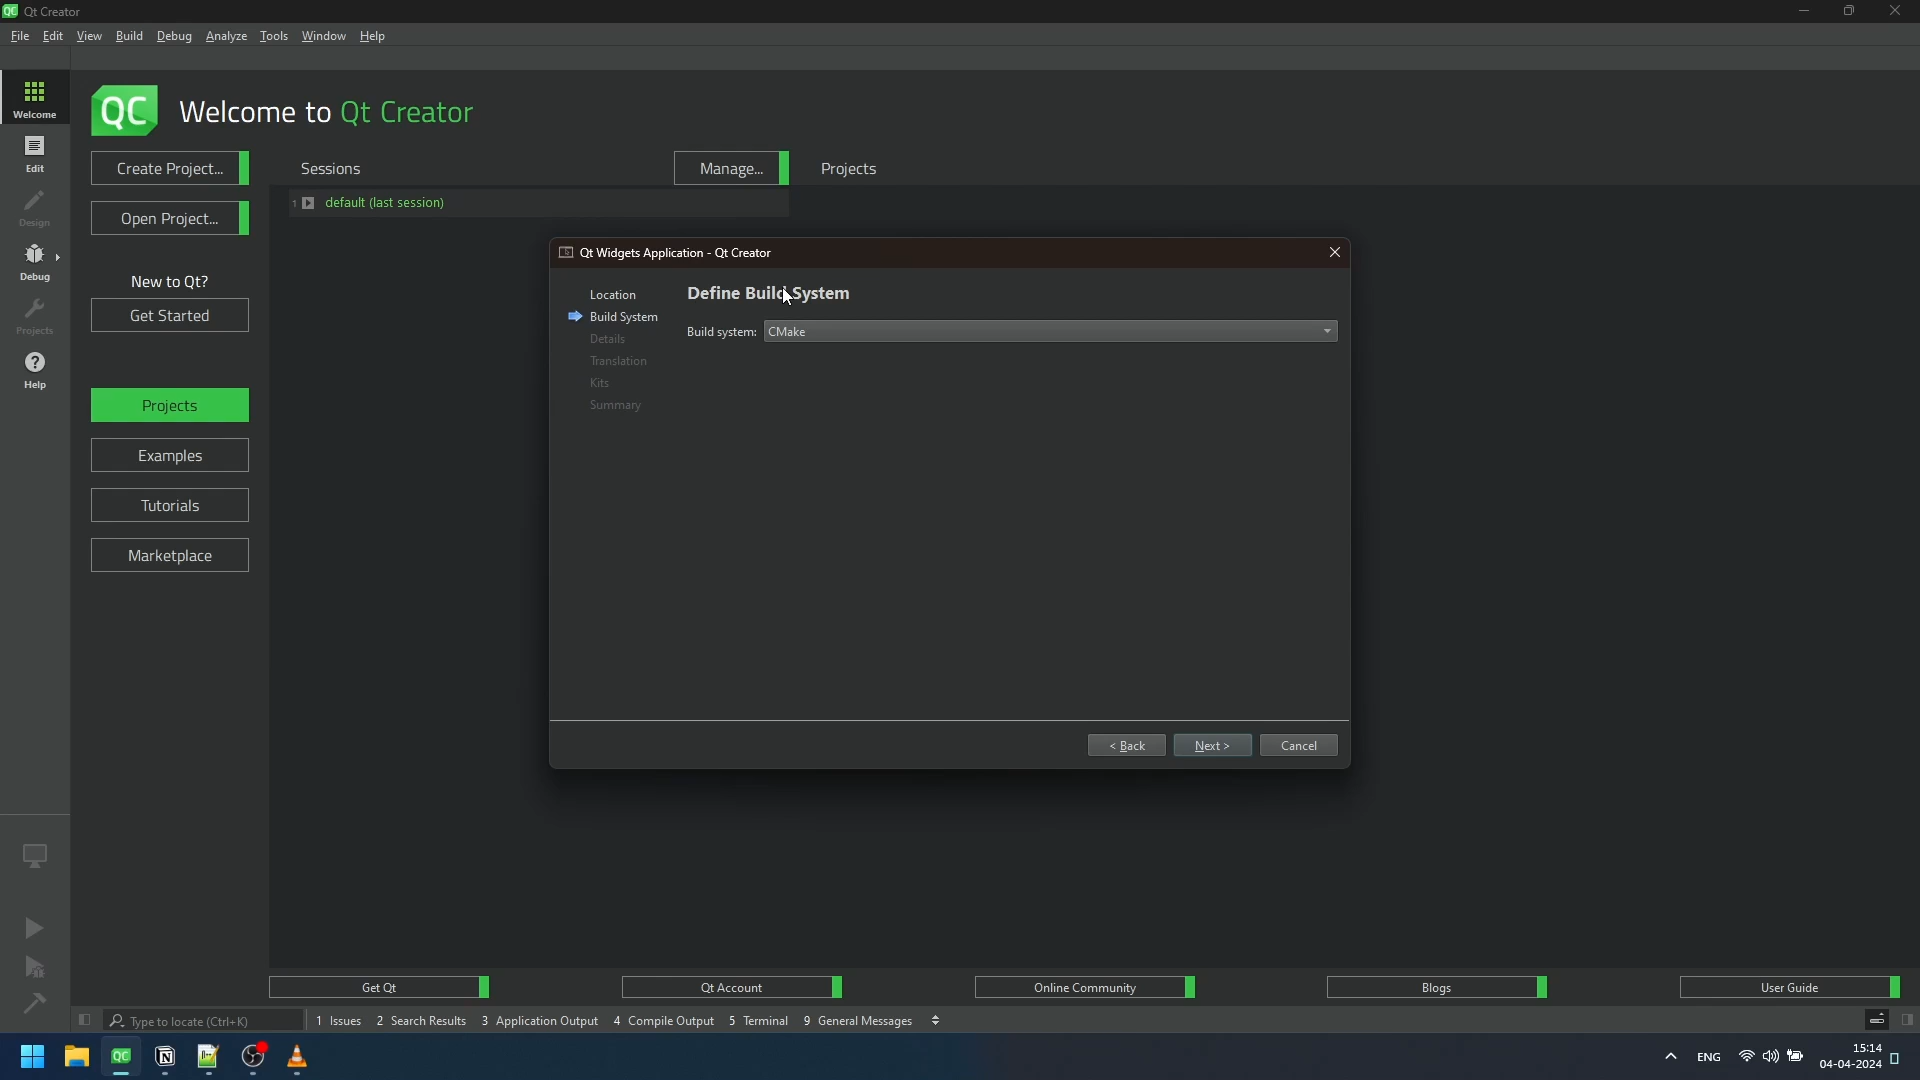 QC Qt Creator
File Edit View Build Debug Analyze Tools Window Help
Welcome
Edit
Design
Debug
Projects
Help
QC Welcome to Qt Creator
Create Project...
Open Project...
New to Qt?
Get Started
Projects
Examples
Tutorials
Marketplace
Sessions Manage... Projects
1 default (last session)
Qt Widgets Application - Qt Creator
Location
Build System
Details
Translation
Kits
Summary
Define Build System
Build system: CMake
< Back Next > Cancel
Get Qt Qt Account Online Community Blogs User Guide
Type to locate (Ctrl+K) 1 Issues 2 Search Results 3 Application Output 4 Compile Output 5 Terminal 9 General Messages
QC N ENG 15:14
04-04-2024